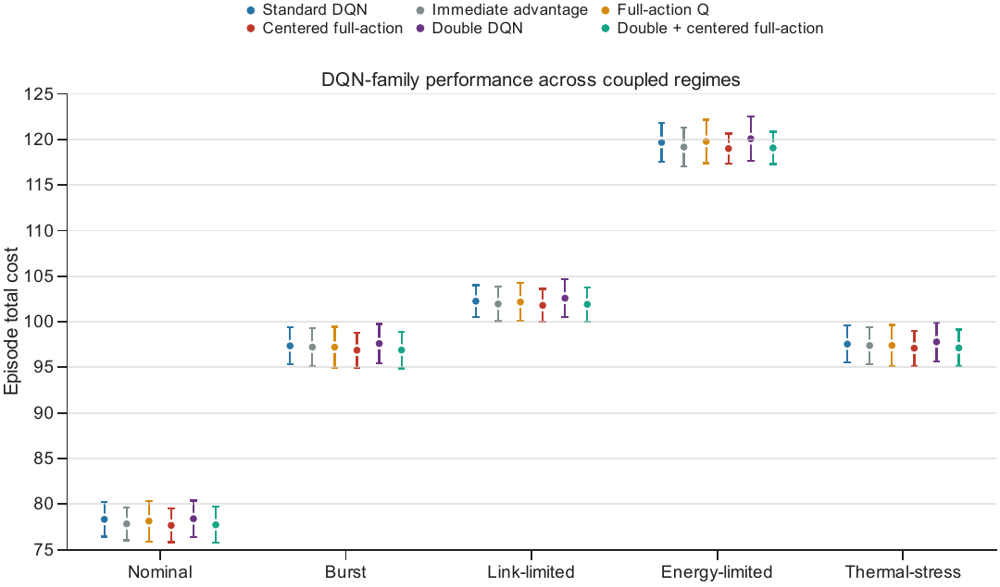 Standard DQN
Immediate advantage
Full-action Q
Centered full-action
Double DQN
Double + centered full-action
DQN-family performance across coupled regimes
Episode total cost
125
120
115
110
105
100
95
90
85
80
75
Nominal
Burst
Link-limited
Energy-limited
Thermal-stress